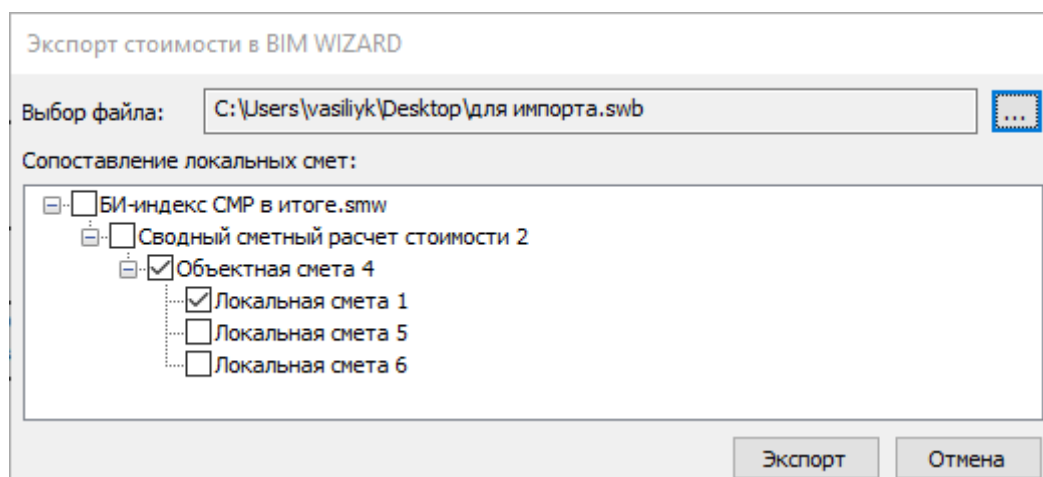 Экспорт стоимости в BIM WIZARD
Выбор файла: C:\Users\vasiliyk\Desktop\для импорта.swb ...
Сопоставление локальных смет:
БИ-индекс СМР в итоге.smw
Сводный сметный расчет стоимости 2
Объектная смета 4
Локальная смета 1
Локальная смета 5
Локальная смета 6
Экспорт Отмена